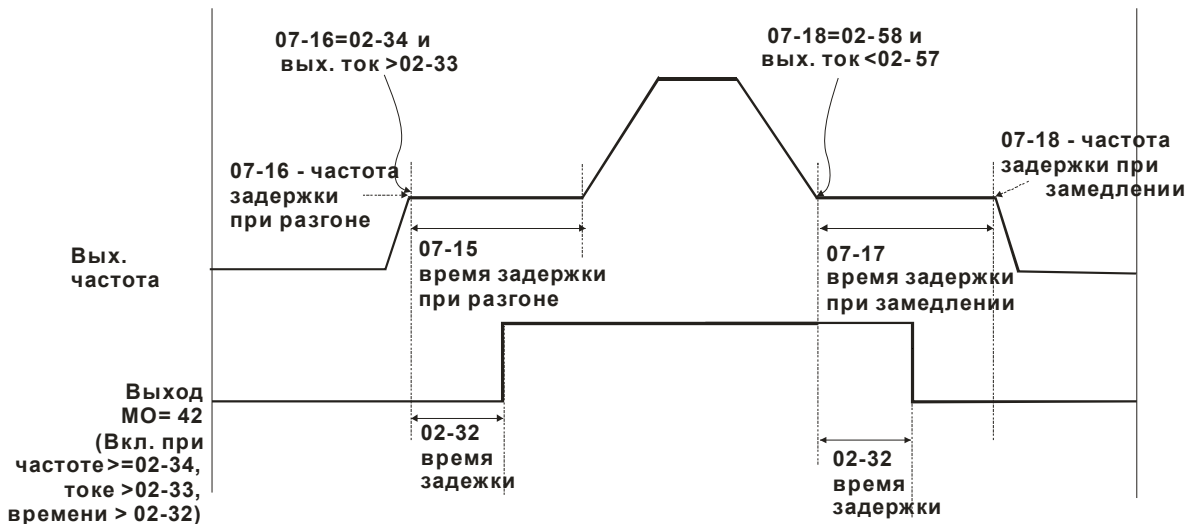 07-16=02-34 и
вых. ток >02-33
07-18=02-58 и
вых. ток <02-57
07-16 - частота
задержки
при разгоне
07-18 - частота
задержки при
замедлении
Вых.
частота
07-15
время задержки
при разгоне
07-17
время задержки
при замедлении
Выход
МО= 42
(Вкл. при
частоте>=02-34,
токе >02-33,
времени > 02-32)
02-32
время
задежки
02-32
время
задержки